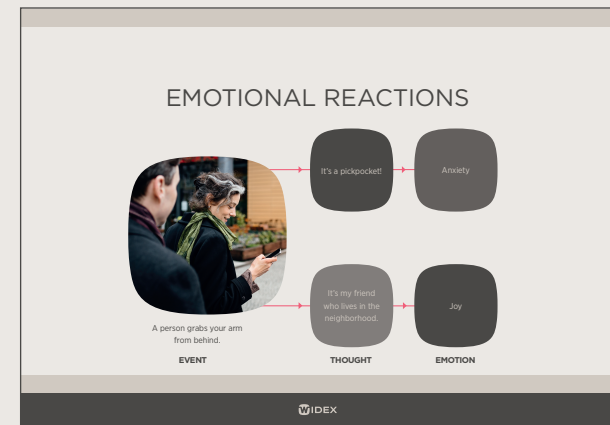 EMOTIONAL REACTIONS
It's a pickpocket!
Anxiety
It's my friend
who lives in the
neighborhood.
Joy
A person grabs your arm
from behind.
EVENT
THOUGHT
EMOTION
WIDEX